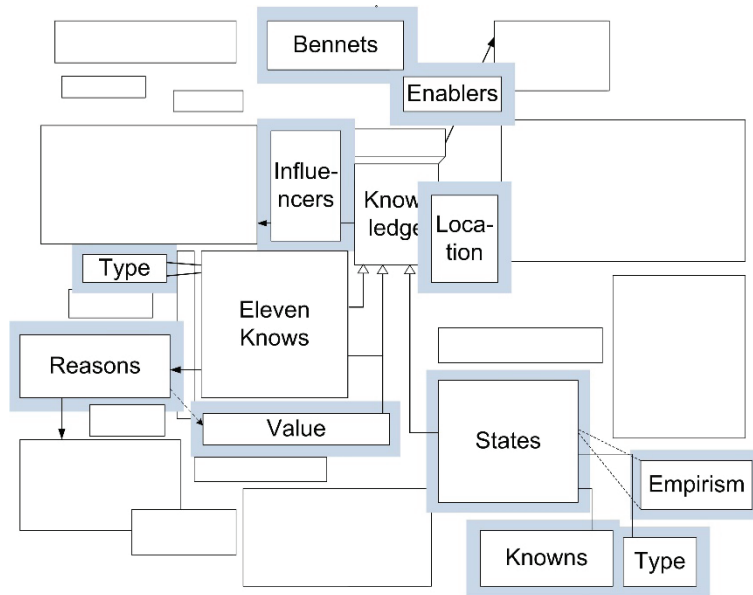 Bennets
Enablers
Influe-
ncers
Know
ledge
Loca-
tion
Type
Eleven
Knows
Reasons
Value
States
Empirism
Knowns
Type